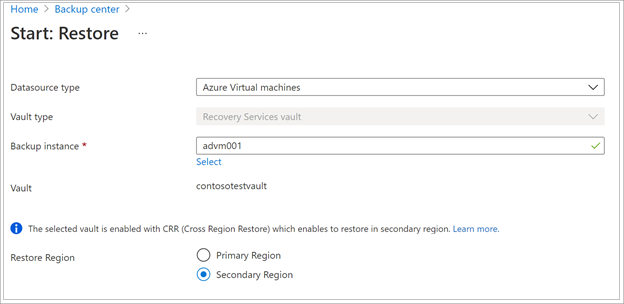 Home > Backup center >
Start: Restore ...
Datasource type Azure Virtual machines
Vault type Recovery Services vault
Backup instance * advm001
Select
Vault contosotestvault
The selected vault is enabled with CRR (Cross Region Restore) which enables to restore in secondary region. Learn more.
Restore Region Primary Region
Secondary Region